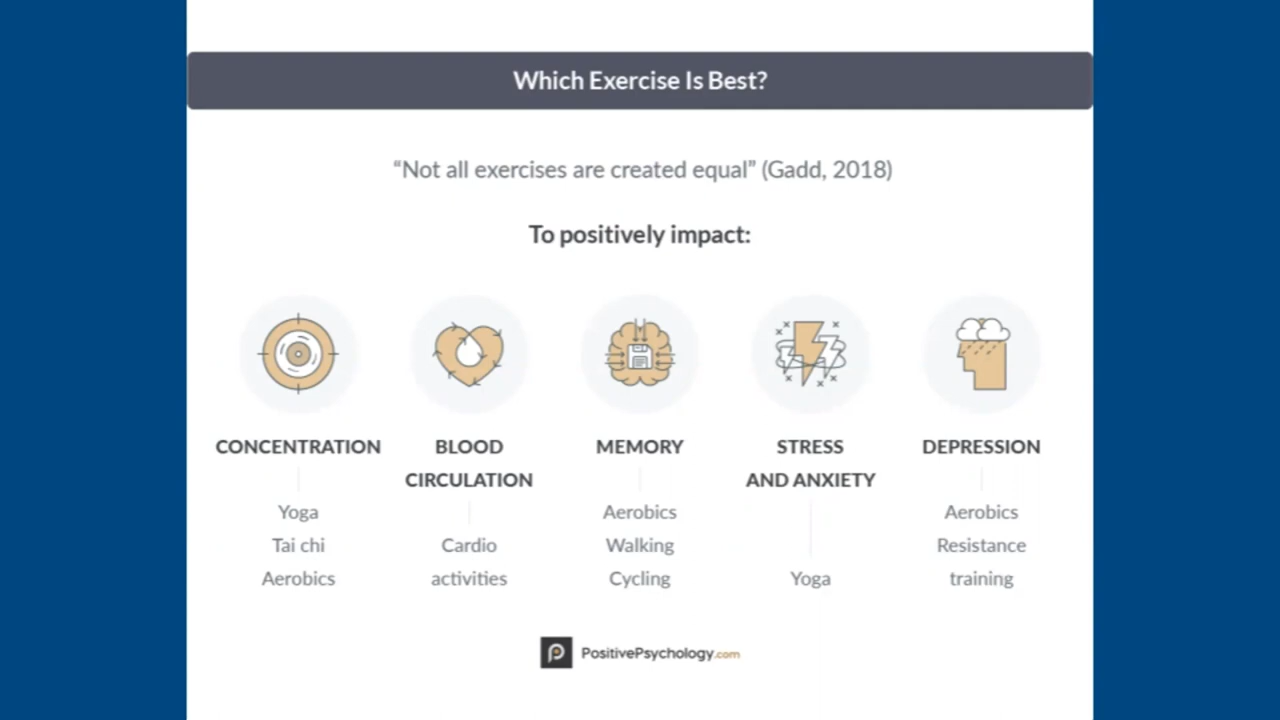 Which Exercise Is Best?
“Not all exercises are created equal” (Gadd, 2018)
To positively impact:
CONCENTRATION
Yoga
Tai chi
Aerobics
BLOOD
CIRCULATION
Cardio
activities
MEMORY
Aerobics
Walking
Cycling
STRESS
AND ANXIETY
Yoga
DEPRESSION
Aerobics
Resistance
training
PositivePsychology.com